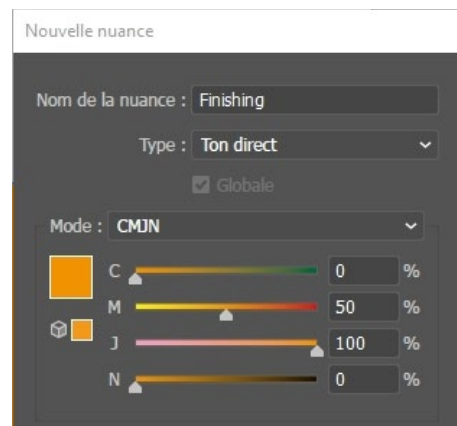 Nouvelle nuance
Nom de la nuance : Finishing
Type : Ton direct
Globale
Mode : CMJN
C 0 %
M 50 %
J 100 %
N 0 %